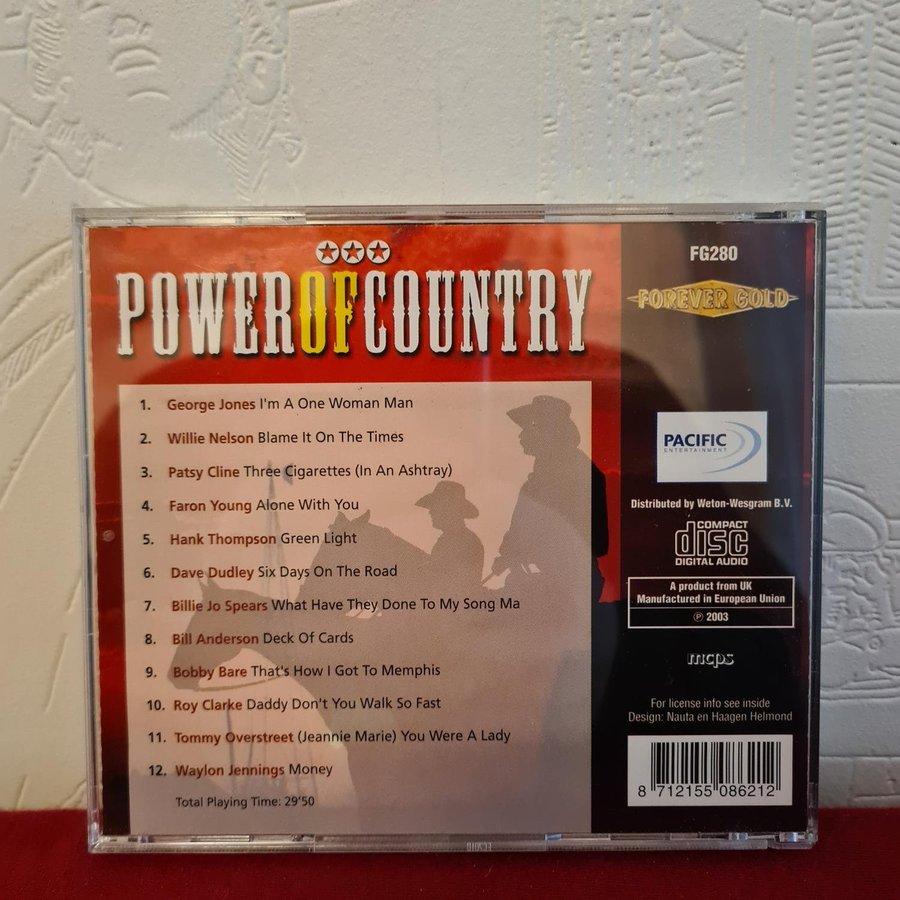 POWER OF COUNTRY
1. George Jones I'm A One Woman Man
2. Willie Nelson Blame It On The Times
3. Patsy Cline Three Cigarettes (In An Ashtray)
4. Faron Young Alone With You
5. Hank Thompson Green Light
6. Dave Dudley Six Days On The Road
7. Billie Jo Spears What Have They Done To My Song Ma
8. Bill Anderson Deck Of Cards
9. Bobby Bare That's How I Got To Memphis
10. Roy Clarke Daddy Don't You Walk So Fast
11. Tommy Overstreet (Jeannie Marie) You Were A Lady
12. Waylon Jennings Money
Total Playing Time: 29'50
FG280
FOREVER GOLD
PACIFIC
ENTERTAINMENT
Distributed by Weton-Wesgram B.V.
COMPACT
disc
DIGITAL AUDIO
A product from UK
Manufactured in European Union
℗ 2003
mcps
For license info see inside
Design: Nauta en Haagen Helmond
8 712155 086212